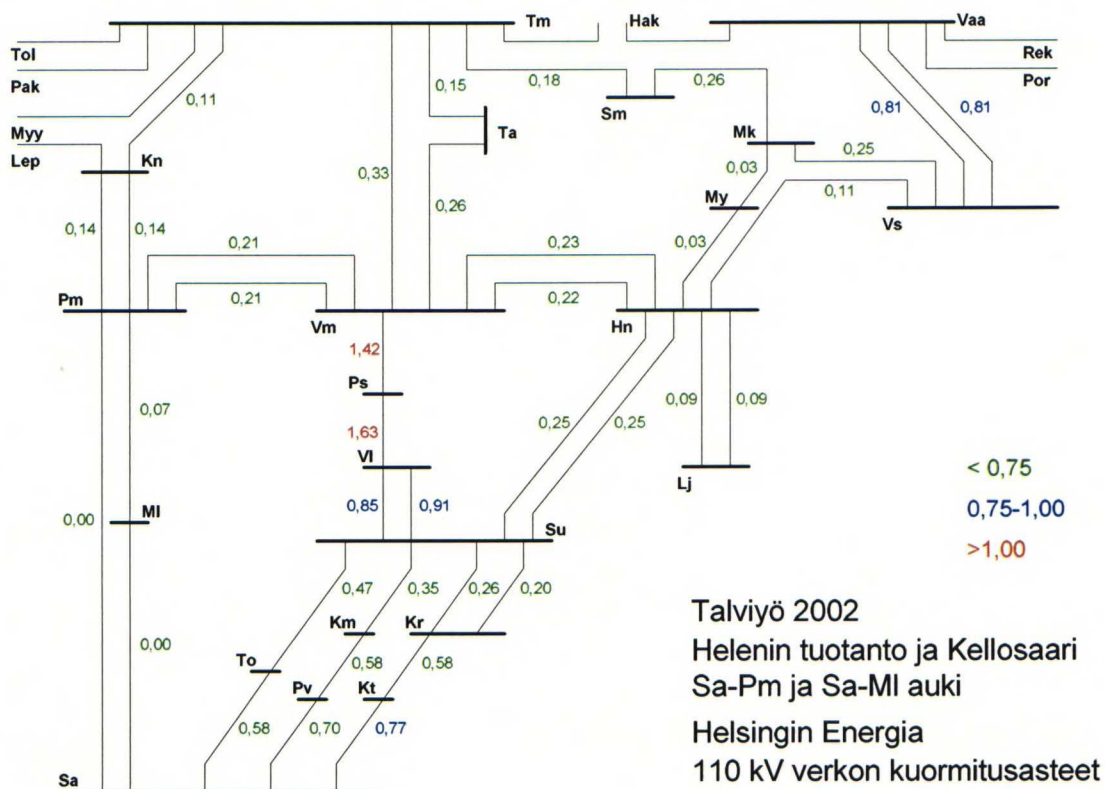 Tm
Hak
Vaa
Tol
Rek
Pak
0,11
0,15
0,18
0,26
Por
Sm
0,81
0,81
Myy
Ta
Mk
Lep
Kn
0,33
0,03
0,25
0,26
My
0,11
Vs
0,14
0,14
0,21
0,23
0,03
Pm
0,21
Vm
0,22
Hn
1,42
Ps
0,07
0,25
0,25
0,09
0,09
1,63
Vl
Lj
< 0,75
0,85
0,91
0,75-1,00
0,00
Ml
Su
>1,00
0,47
0,35
0,26
0,20
Km
Kr
0,00
To
0,58
0,58
Pv
Kt
0,58
0,70
0,77
Sa
Talviyö 2002
Helenin tuotanto ja Kellosaari
Sa-Pm ja Sa-Ml auki
Helsingin Energia
110 kV verkon kuormitusasteet